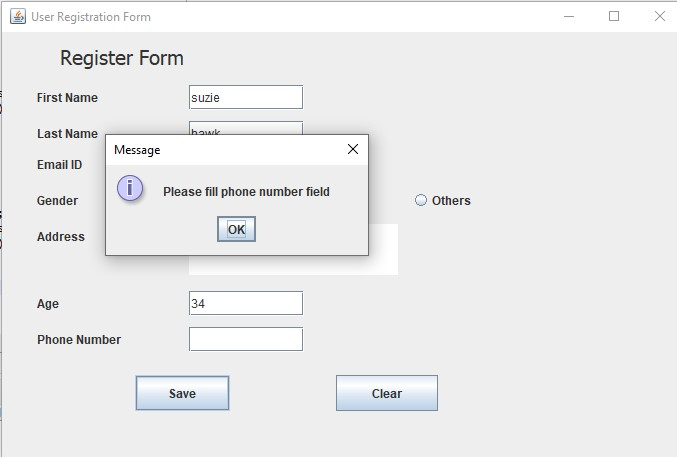 User Registration Form
Register Form
First Name suzie
Last Name hawk
Message
Email ID
Please fill phone number field
Gender Others
OK
Address
Age 34
Phone Number
Save Clear